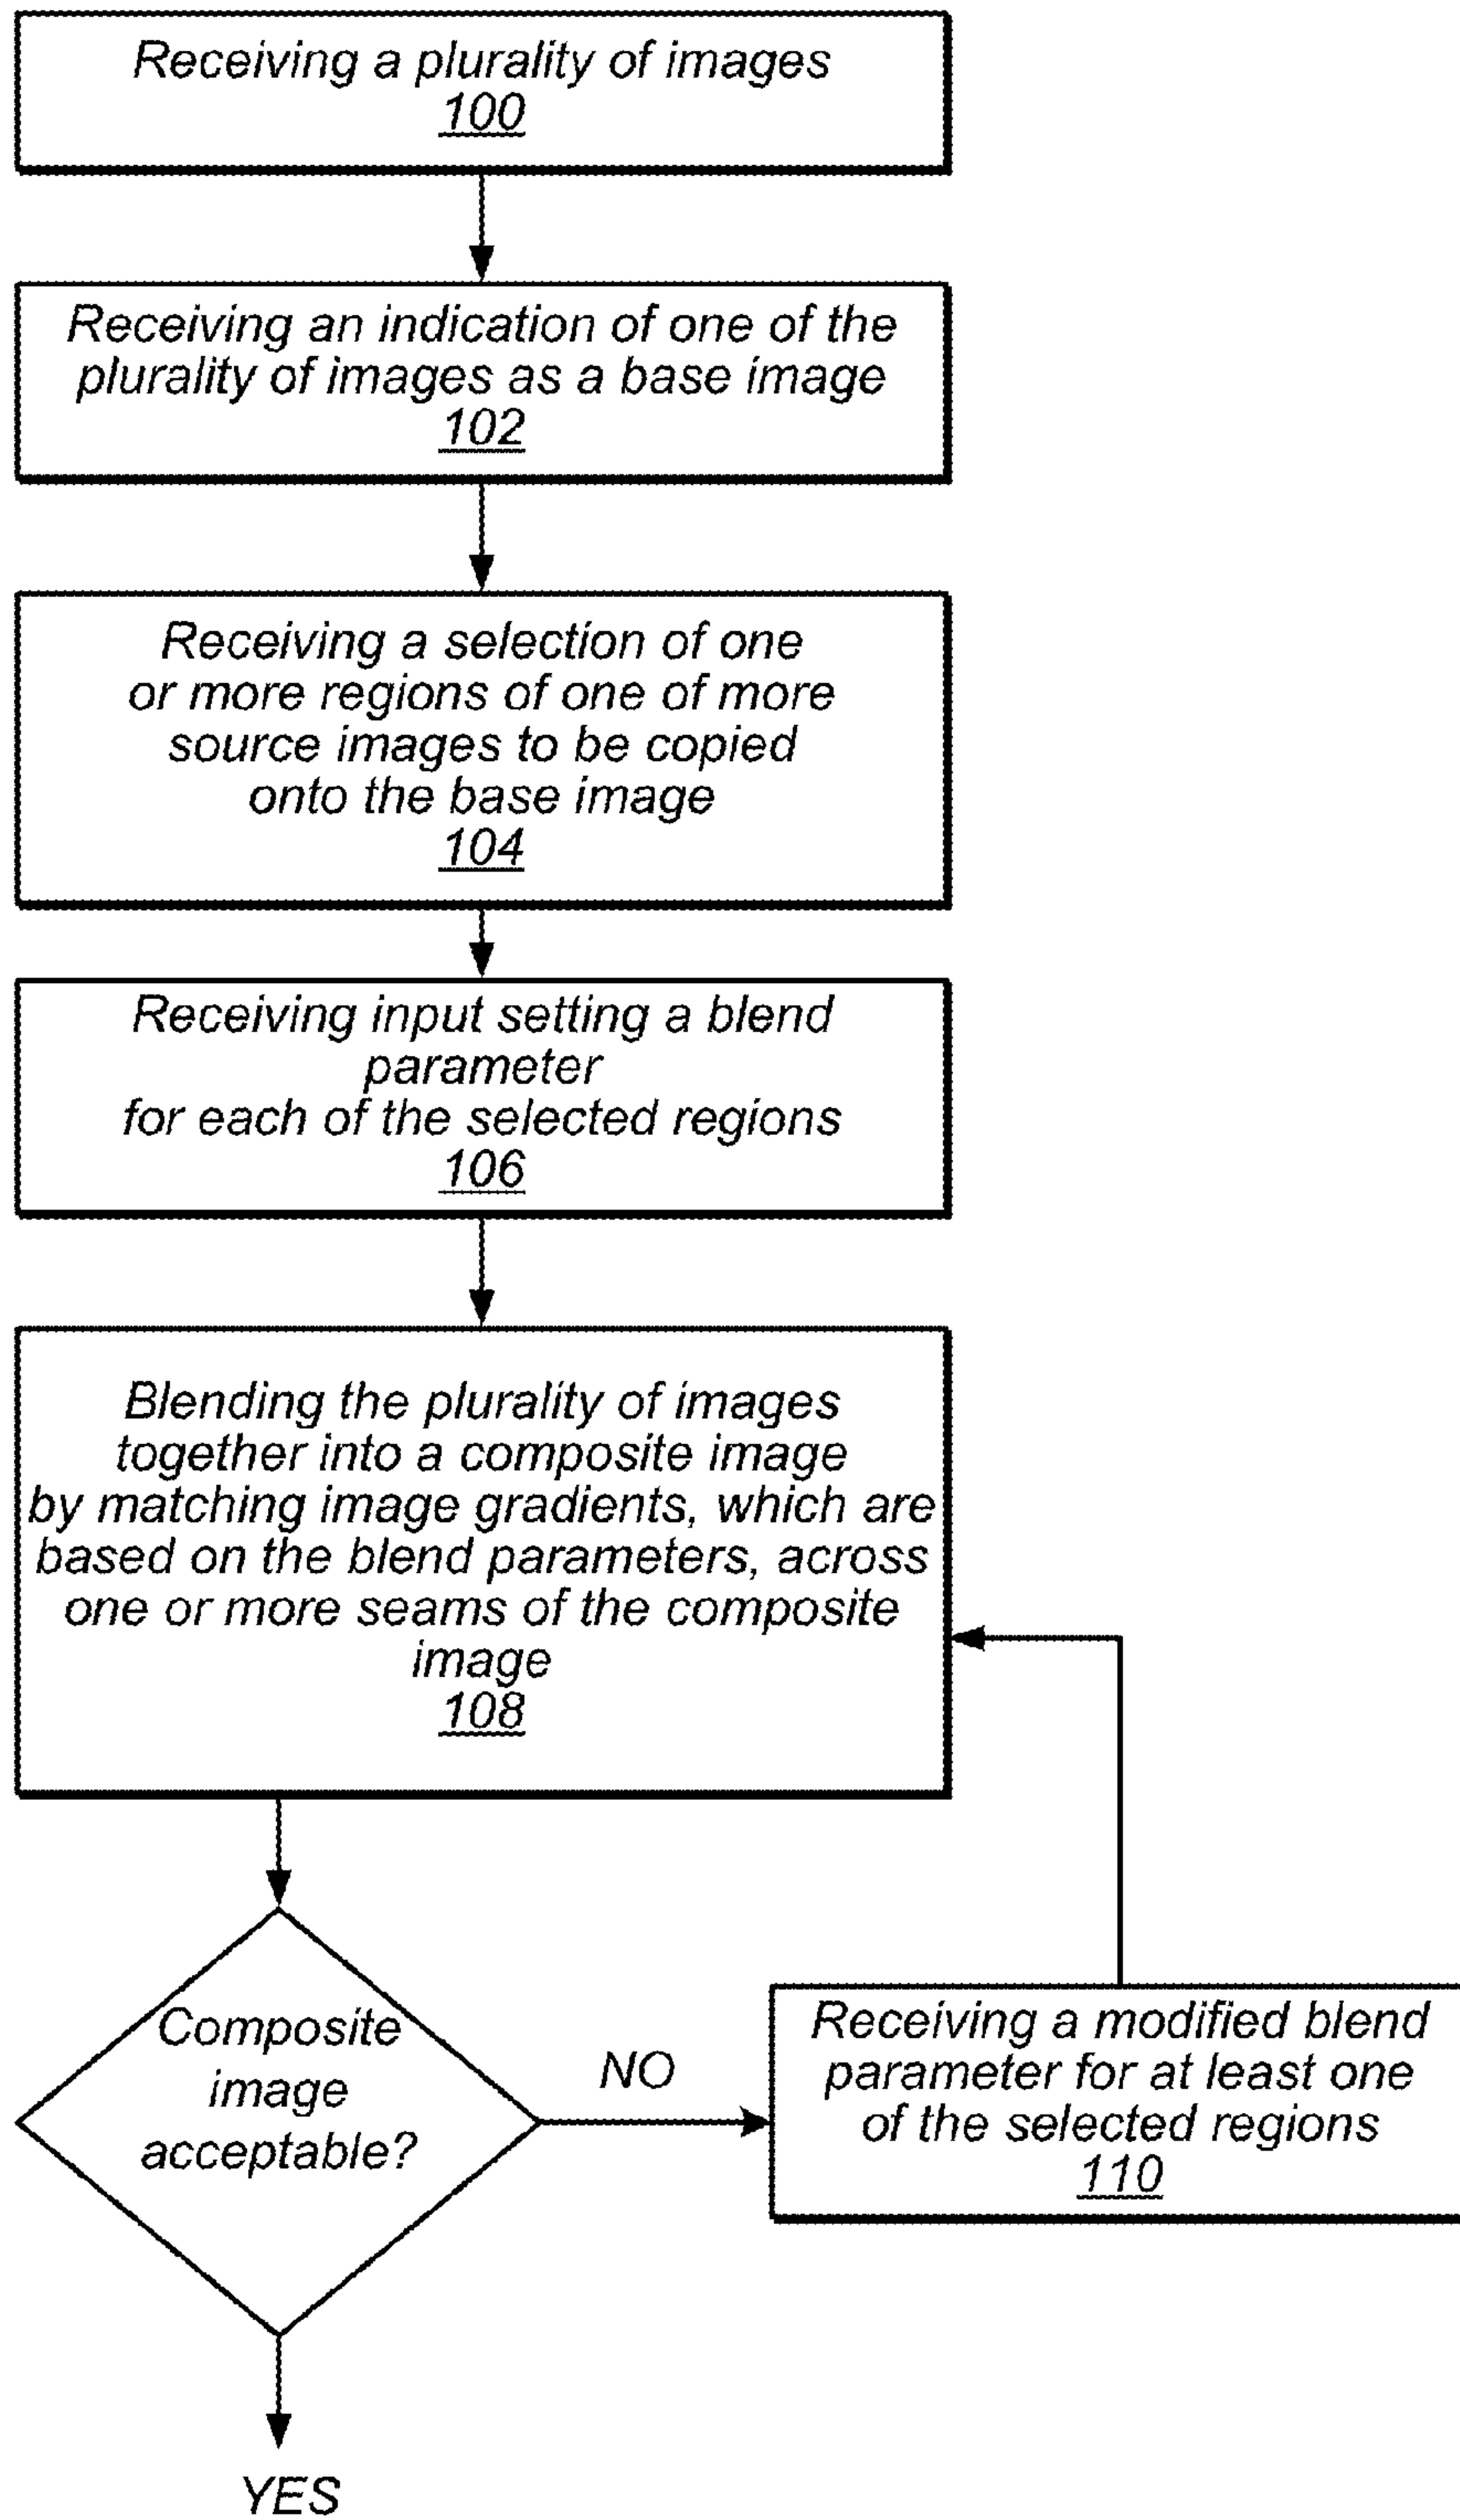 Receiving a plurality of images
100
Receiving an indication of one of the
plurality of images as a base image
102
Receiving a selection of one
or more regions of one of more
source images to be copied
onto the base image
104
Receiving input setting a blend
parameter
for each of the selected regions
106
Blending the plurality of images
together into a composite image
by matching image gradients, which are
based on the blend parameters, across
one or more seams of the composite
image
108
Composite
image
acceptable?
NO
Receiving a modified blend
parameter for at least one
of the selected regions
110
YES